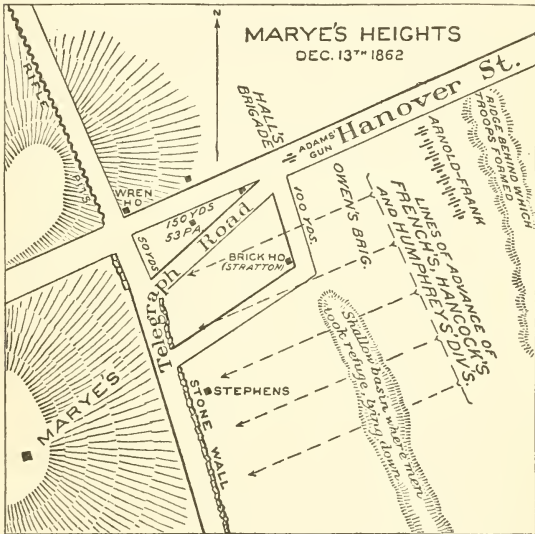 N
MARYE'S HEIGHTS
DEC. 13TH 1862
RIFLE
PITS
HALL'S
BRIGADE
ADAMS'
GUN
Hanover St.
ARNOLD-FRANK
RIDGE BEHIND WHICH
TROOPS FORMED
WREN
HO.
150 YDS
53 PA.
50 YDS
Telegraph Road
100 YDS.
BRICK HO.
(STRATTON)
OWEN'S BRIG.
LINES OF ADVANCE OF
FRENCH'S, HANCOCK'S
AND HUMPHREYS' DIV'S.
Shallow basin where men
took refuge, lying down
STEPHENS
STONE WALL
MARYE'S